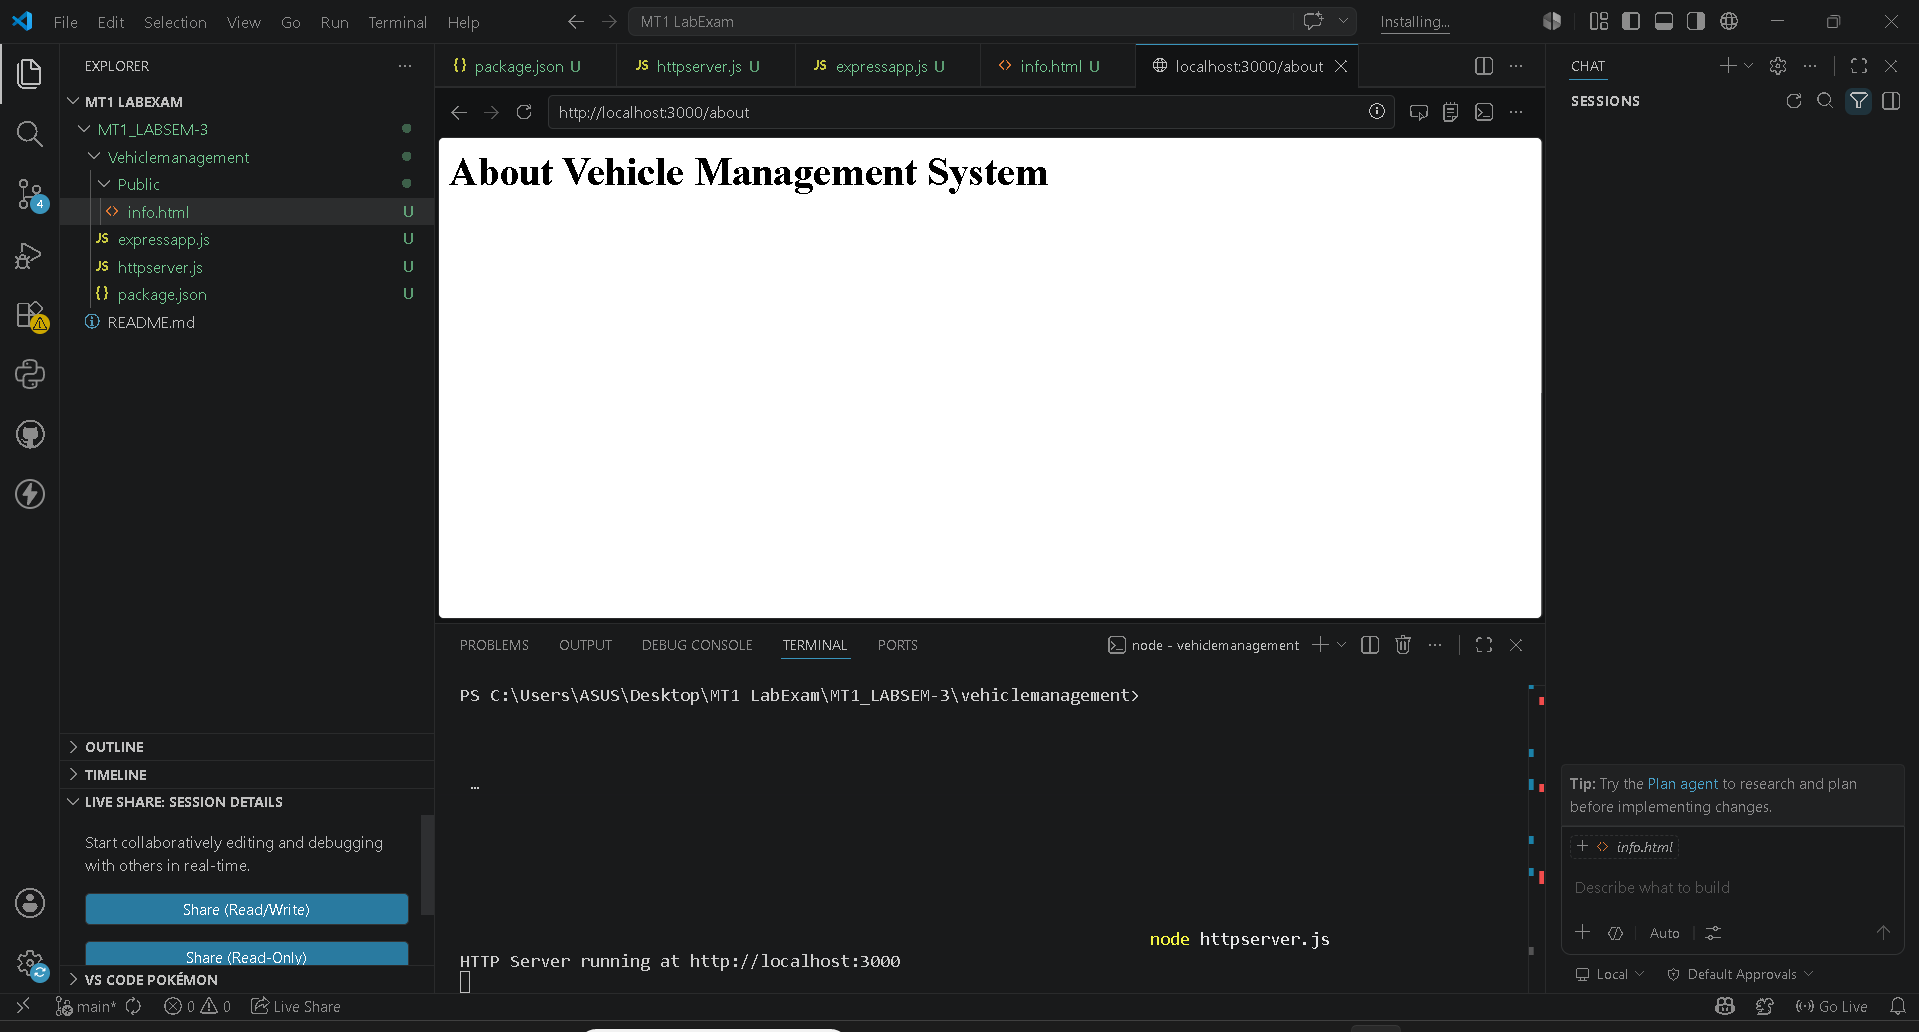 File Edit Selection View Go Run Terminal Help
MT1 LabExam
Installing...
EXPLORER
MT1 LABEXAM
MT1_LABSEM-3
Vehiclemanagement
Public
info.html U
expressapp.js U
httpserver.js U
package.json U
README.md
4
OUTLINE
TIMELINE
LIVE SHARE: SESSION DETAILS
Start collaboratively editing and debugging
with others in real-time.
Share (Read/Write)
Share (Read-Only)
VS CODE POKÉMON
package.json U httpserver.js U expressapp.js U info.html U localhost:3000/about
http://localhost:3000/about
About Vehicle Management System
PROBLEMS OUTPUT DEBUG CONSOLE TERMINAL PORTS
node - vehiclemanagement
PS C:\Users\ASUS\Desktop\MT1 LabExam\MT1_LABSEM-3\vehiclemanagement>
…
node httpserver.js
HTTP Server running at http://localhost:3000
CHAT
SESSIONS
Tip: Try the Plan agent to research and plan
before implementing changes.
info.html
Describe what to build
Auto
Local Default Approvals
main* 0 0 Live Share
Go Live